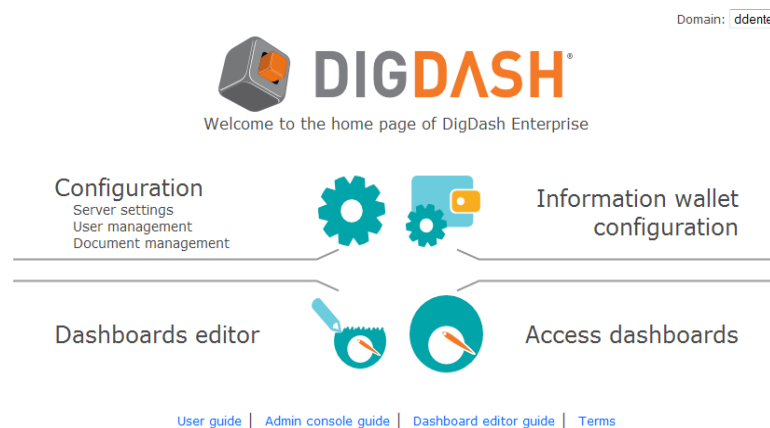 Domain: ddente
DIGDASH®
Welcome to the home page of DigDash Enterprise
Configuration
Server settings
User management
Document management
Information wallet
configuration
Dashboards editor
Access dashboards
User guide | Admin console guide | Dashboard editor guide | Terms